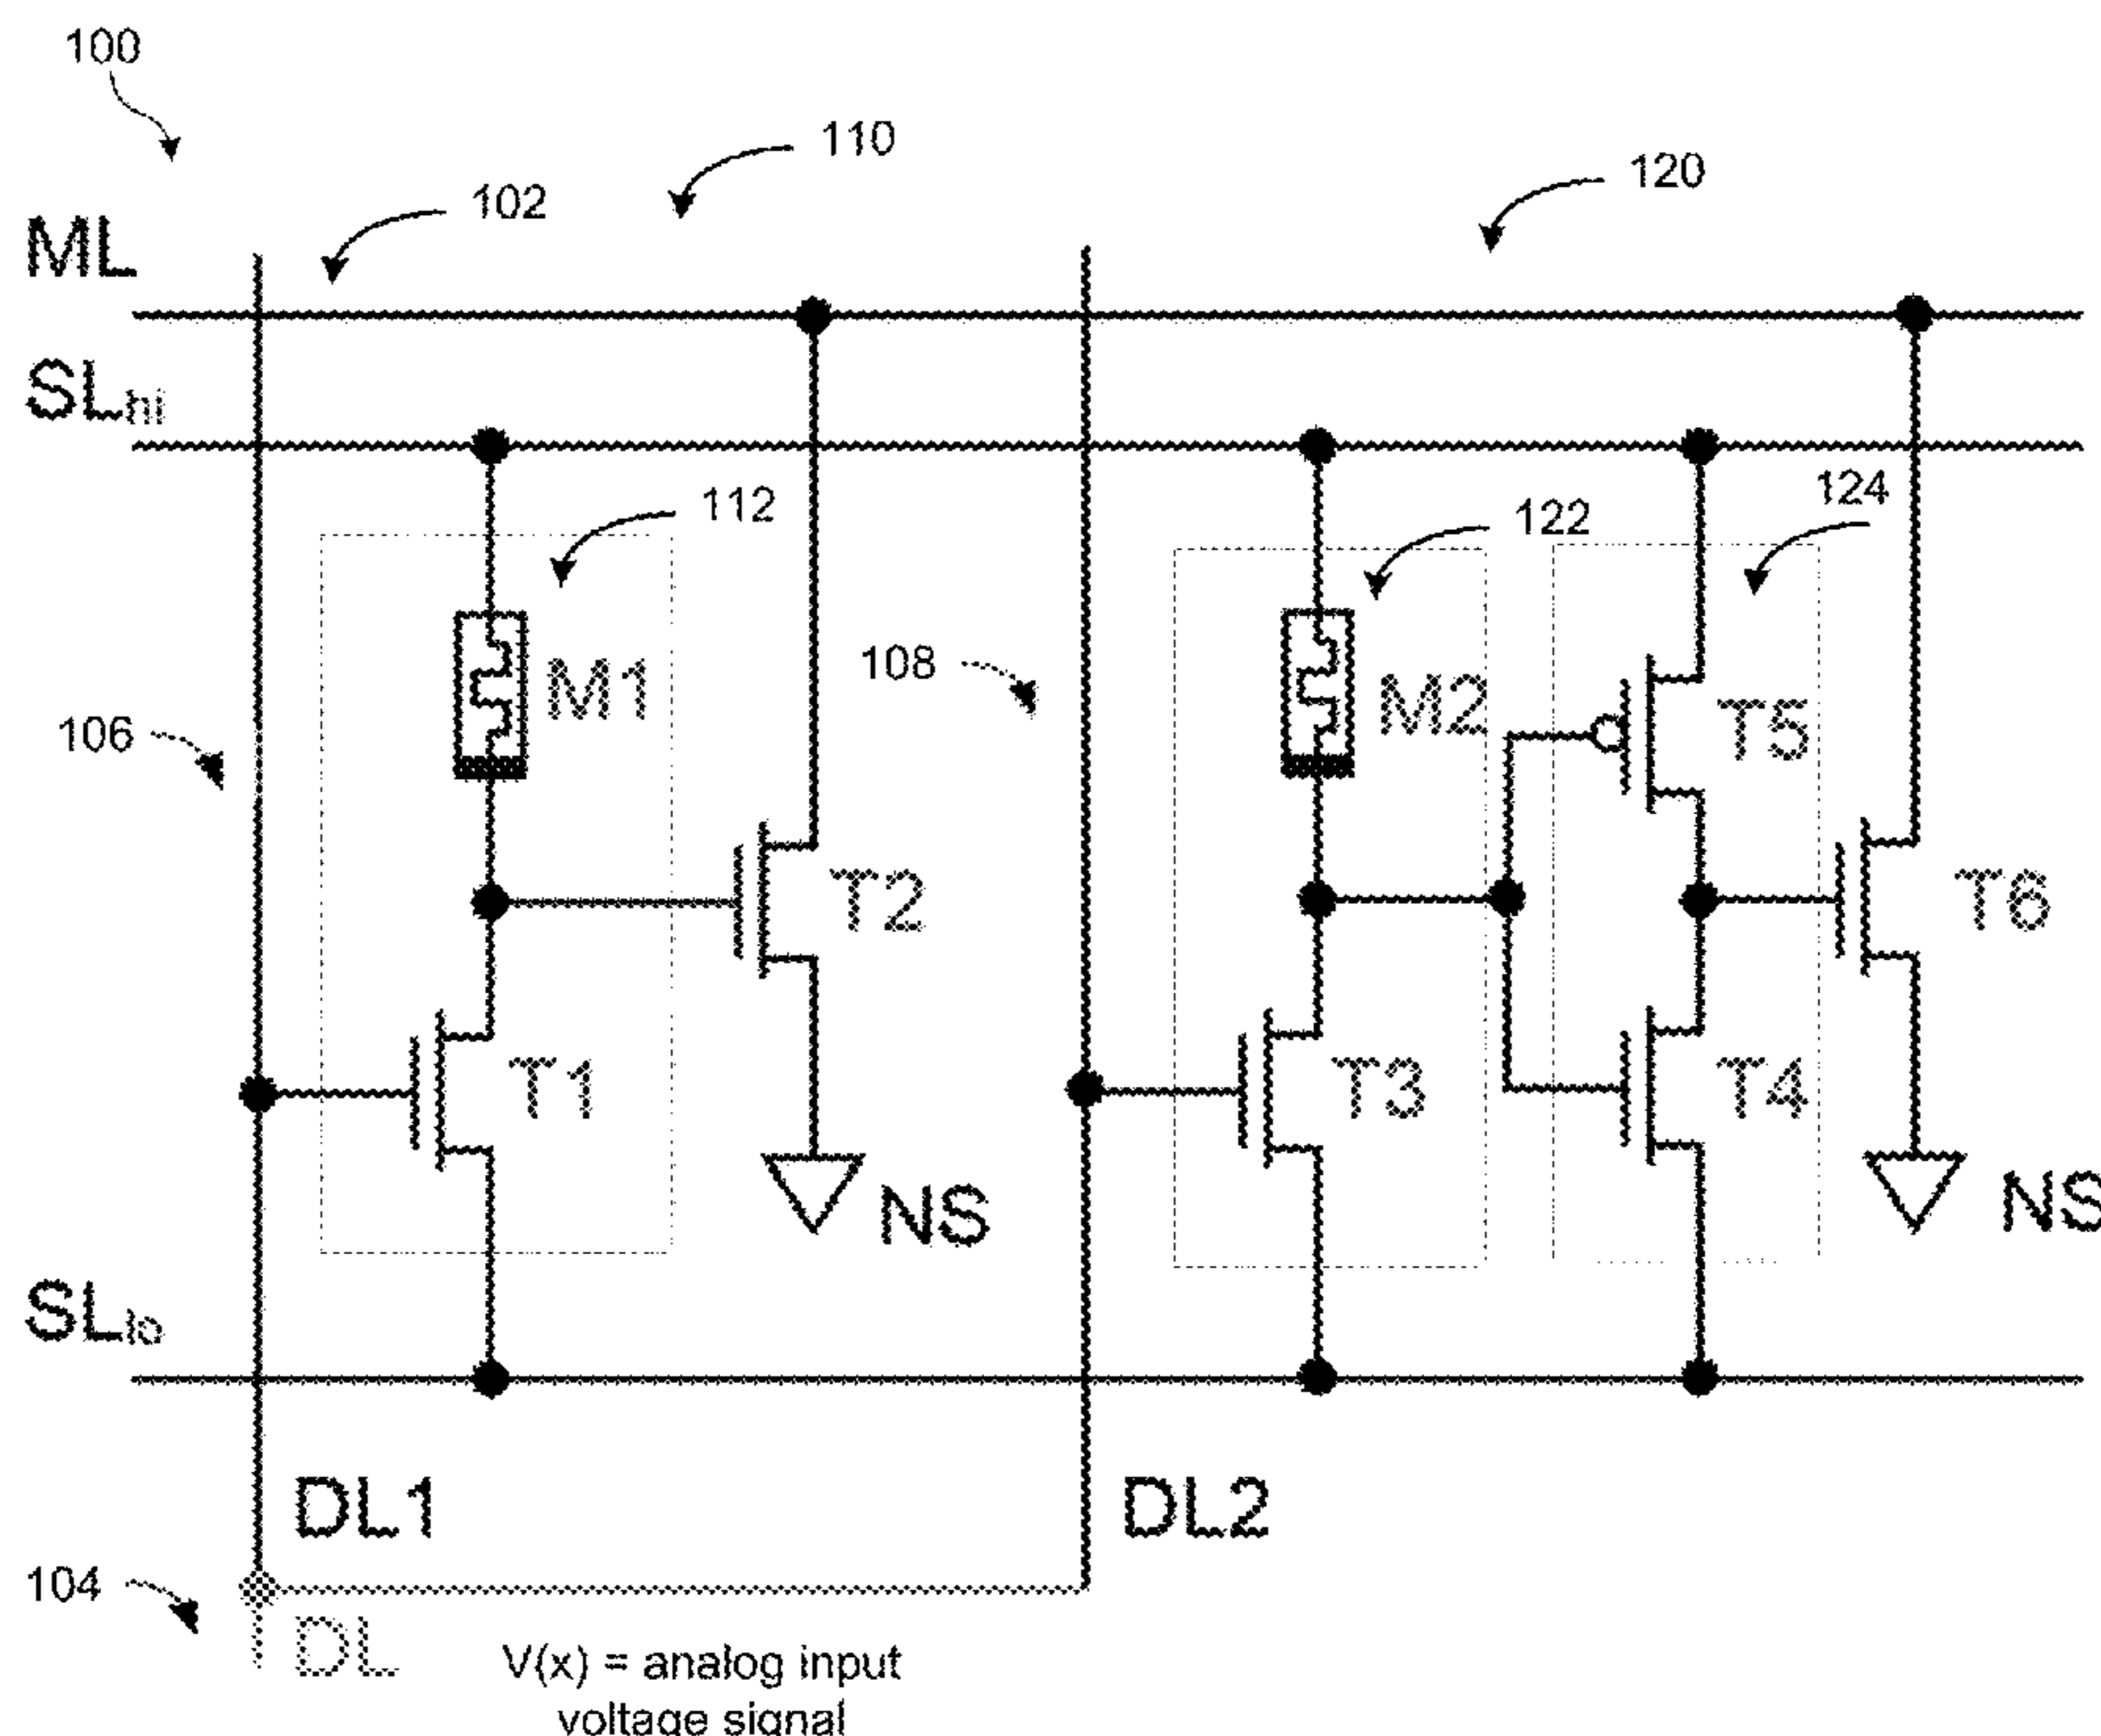 100
110
120
102
ML
SLhi
112
122
124
M1
M2
T5
108
106
T2
T6
T1
T3
T4
NS
NS
SLlo
DL1
DL2
104
DL
V(x) = analog input
voltage signal